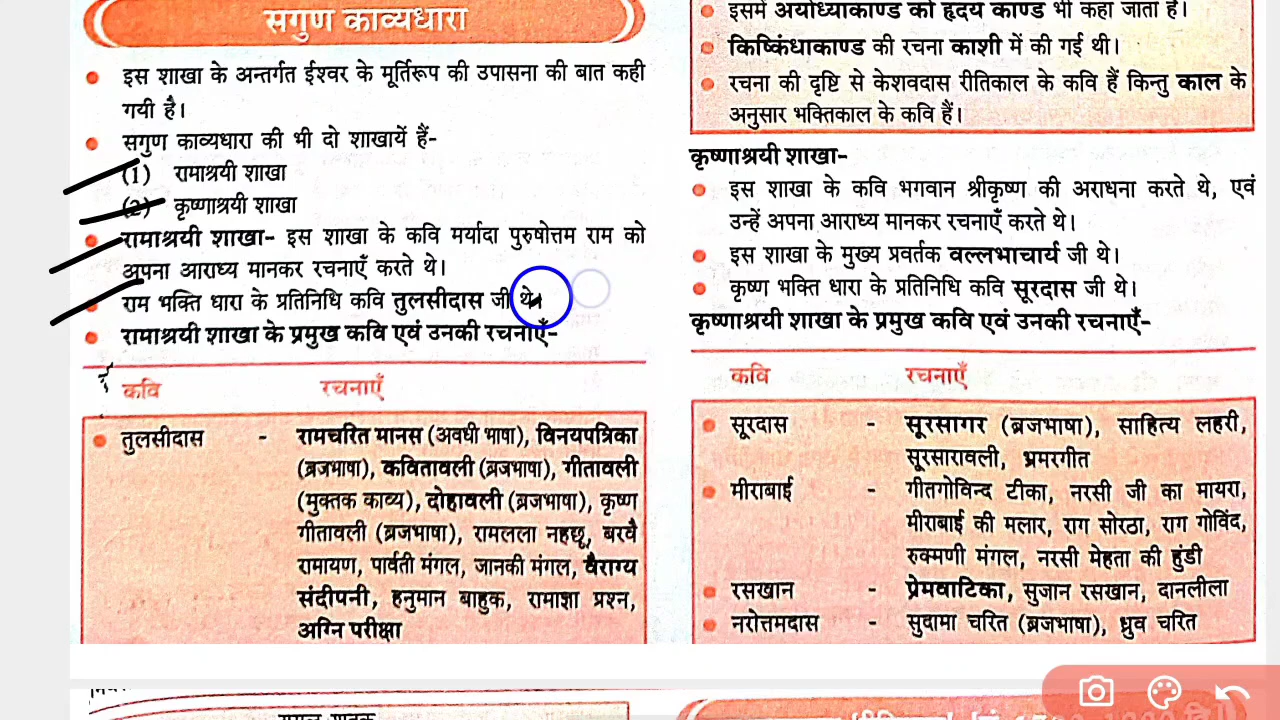 सगुण काव्यधारा
इस शाखा के अन्तर्गत ईश्वर के मूर्तिरूप की उपासना की बात कही
गयी है।
सगुण काव्यधारा की भी दो शाखायें हैं-
(1) रामाश्रयी शाखा
(2) कृष्णाश्रयी शाखा
रामाश्रयी शाखा- इस शाखा के कवि मर्यादा पुरुषोत्तम राम को
अपना आराध्य मानकर रचनाएँ करते थे।
राम भक्ति धारा के प्रतिनिधि कवि तुलसीदास जी थे
रामाश्रयी शाखा के प्रमुख कवि एवं उनकी रचनाएँ-
कवि रचनाएँ
तुलसीदास - रामचरित मानस (अवधी भाषा), विनयपत्रिका
(ब्रजभाषा), कवितावली (ब्रजभाषा), गीतावली
(मुक्तक काव्य), दोहावली (ब्रजभाषा), कृष्ण
गीतावली (ब्रजभाषा), रामलला नहछू, बरवै
रामायण, पार्वती मंगल, जानकी मंगल, वैराग्य
संदीपनी, हनुमान बाहुक, रामाज्ञा प्रश्न,
अग्नि परीक्षा
इसमें अयोध्याकाण्ड को हृदय काण्ड भी कहा जाता है।
किष्किंधाकाण्ड की रचना काशी में की गई थी।
रचना की दृष्टि से केशवदास रीतिकाल के कवि हैं किन्तु काल के
अनुसार भक्तिकाल के कवि हैं।
कृष्णाश्रयी शाखा-
इस शाखा के कवि भगवान श्रीकृष्ण की अराधना करते थे, एवं
उन्हें अपना आराध्य मानकर रचनाएँ करते थे।
इस शाखा के मुख्य प्रवर्तक वल्लभाचार्य जी थे।
कृष्ण भक्ति धारा के प्रतिनिधि कवि सूरदास जी थे।
कृष्णाश्रयी शाखा के प्रमुख कवि एवं उनकी रचनाएँ-
कवि रचनाएँ
सूरदास - सूरसागर (ब्रजभाषा), साहित्य लहरी,
सूरसारावली, भ्रमरगीत
मीराबाई - गीतगोविन्द टीका, नरसी जी का मायरा,
मीराबाई की मलार, राग सोरठा, राग गोविंद,
रुक्मणी मंगल, नरसी मेहता की हुंडी
रसखान - प्रेमवाटिका, सुजान रसखान, दानलीला
नरोत्तमदास - सुदामा चरित (ब्रजभाषा), ध्रुव चरित